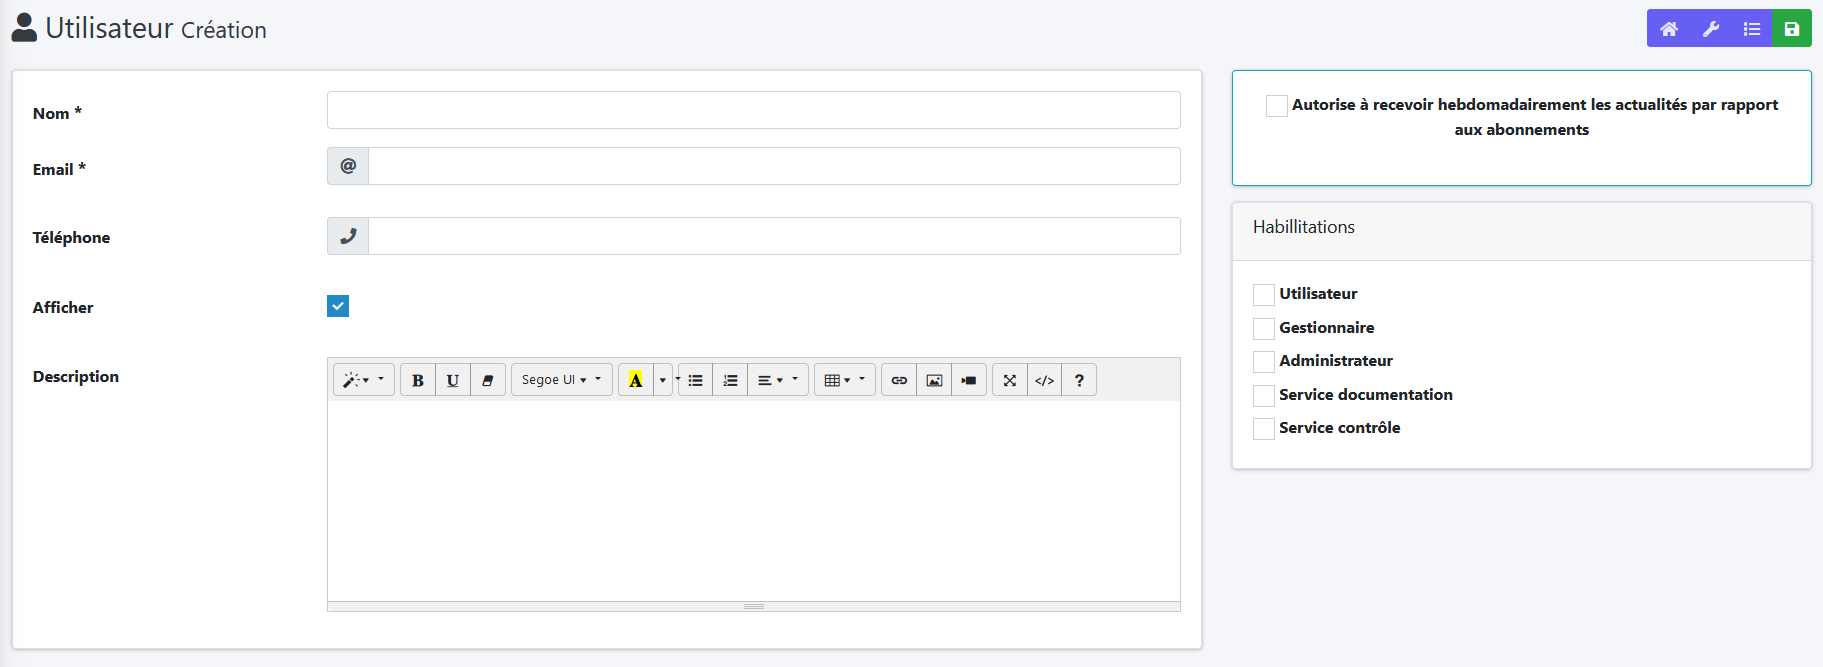 Utilisateur Création
Nom *
Email *
@
Téléphone
Afficher
Description
B U Segoe UI A </> ?
Autorise à recevoir hebdomadairement les actualités par rapport
aux abonnements
Habillitations
Utilisateur
Gestionnaire
Administrateur
Service documentation
Service contrôle